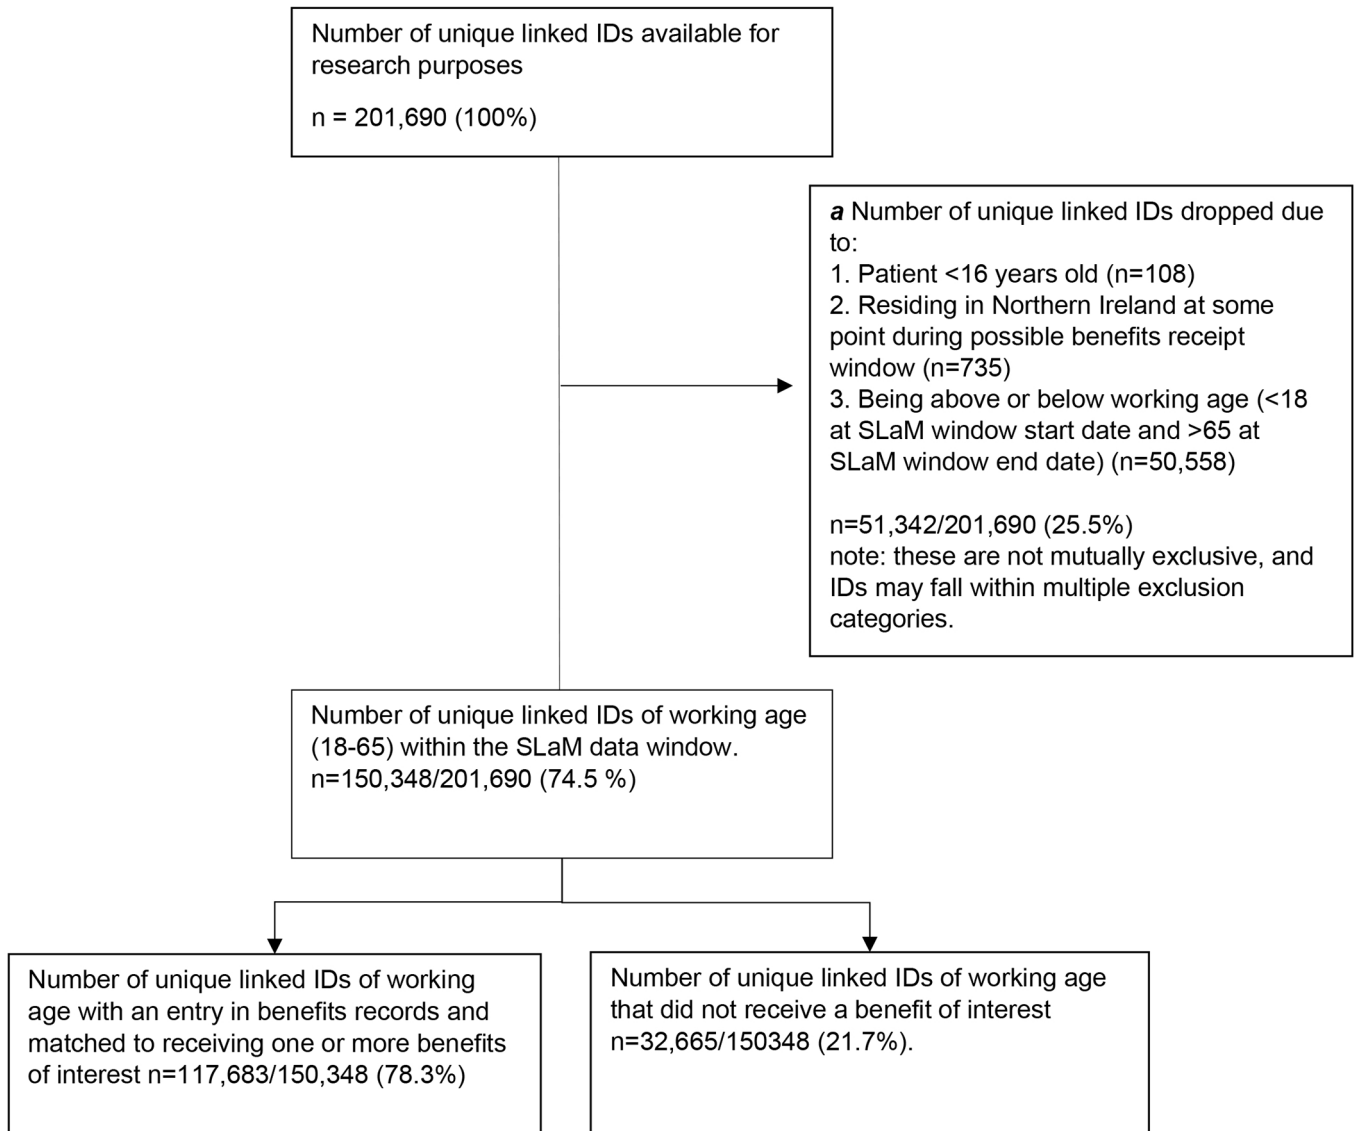 Number of unique linked IDs available for
research purposes
n = 201,690 (100%)
a Number of unique linked IDs dropped due
to:
1. Patient <16 years old (n=108)
2. Residing in Northern Ireland at some
point during possible benefits receipt
window (n=735)
3. Being above or below working age (<18
at SLaM window start date and >65 at
SLaM window end date) (n=50,558)
n=51,342/201,690 (25.5%)
note: these are not mutually exclusive, and
IDs may fall within multiple exclusion
categories.
Number of unique linked IDs of working age
(18-65) within the SLaM data window.
n=150,348/201,690 (74.5 %)
Number of unique linked IDs of working
age with an entry in benefits records and
matched to receiving one or more benefits
of interest n=117,683/150,348 (78.3%)
Number of unique linked IDs of working age
that did not receive a benefit of interest
n=32,665/150348 (21.7%).